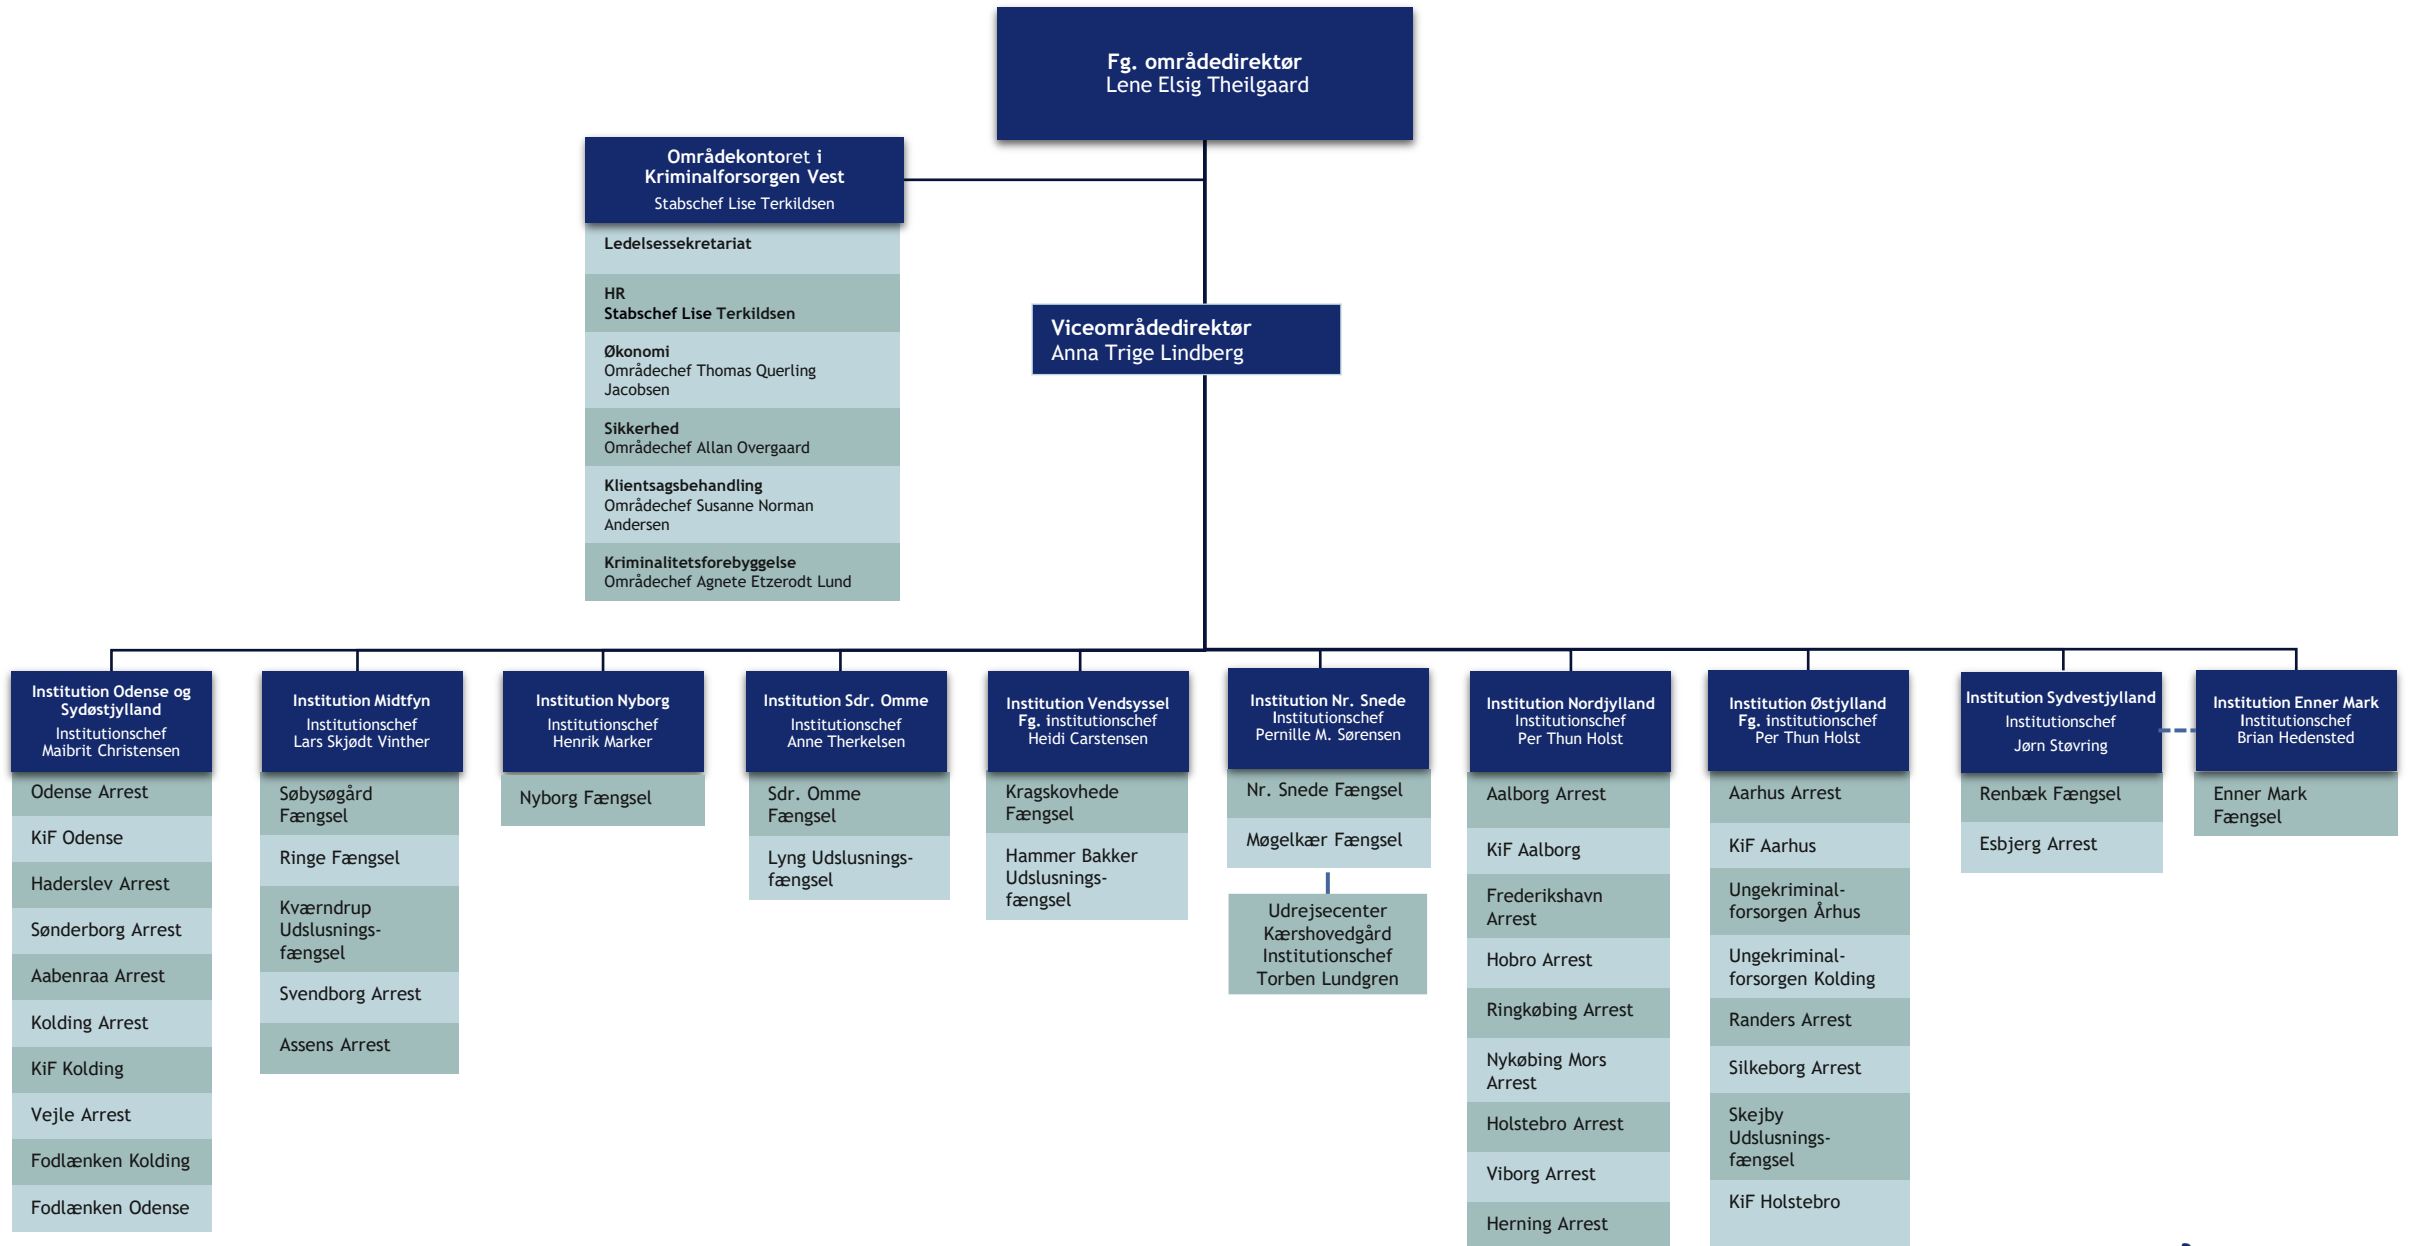 Fg. områdedirektør
Lene Elsig Theilgaard
Områdekontoret i
Kriminalforsorgen Vest
Stabschef Lise Terkildsen
Ledelsessekretariat
HR
Stabschef Lise Terkildsen
Økonomi
Områdechef Thomas Querling
Jacobsen
Sikkerhed
Områdechef Allan Overgaard
Klientsagsbehandling
Områdechef Susanne Norman
Andersen
Kriminalitetsforebyggelse
Områdechef Agnete Etzerodt Lund
Viceområdedirektør
Anna Trige Lindberg
Institution Odense og
Sydøstjylland
Institutionschef
Maibrit Christensen
Odense Arrest
KiF Odense
Haderslev Arrest
Sønderborg Arrest
Aabenraa Arrest
Kolding Arrest
KiF Kolding
Vejle Arrest
Fodlænken Kolding
Fodlænken Odense
Institution Midtfyn
Institutionschef
Lars Skjødt Vinther
Søbysøgård
Fængsel
Ringe Fængsel
Kværndrup
Udslusnings-
fængsel
Svendborg Arrest
Assens Arrest
Institution Nyborg
Institutionschef
Henrik Marker
Nyborg Fængsel
Institution Sdr. Omme
Institutionschef
Anne Therkelsen
Sdr. Omme
Fængsel
Lyng Udslusnings-
fængsel
Institution Vendsyssel
Fg. institutionschef
Heidi Carstensen
Kragskovhede
Fængsel
Hammer Bakker
Udslusnings-
fængsel
Institution Nr. Snede
Institutionschef
Pernille M. Sørensen
Nr. Snede Fængsel
Møgelkær Fængsel
Udrejsecenter
Kærshovedgård
Institutionschef
Torben Lundgren
Institution Nordjylland
Institutionschef
Per Thun Holst
Aalborg Arrest
KiF Aalborg
Frederikshavn
Arrest
Hobro Arrest
Ringkøbing Arrest
Nykøbing Mors
Arrest
Holstebro Arrest
Viborg Arrest
Herning Arrest
Institution Østjylland
Fg. institutionschef
Per Thun Holst
Aarhus Arrest
KiF Aarhus
Ungekriminal-
forsorgen Århus
Ungekriminal-
forsorgen Kolding
Randers Arrest
Silkeborg Arrest
Skejby
Udslusnings-
fængsel
KiF Holstebro
Institution Sydvestjylland
Institutionschef
Jørn Støvring
Renbæk Fængsel
Esbjerg Arrest
Institution Enner Mark
Institutionschef
Brian Hedensted
Enner Mark
Fængsel